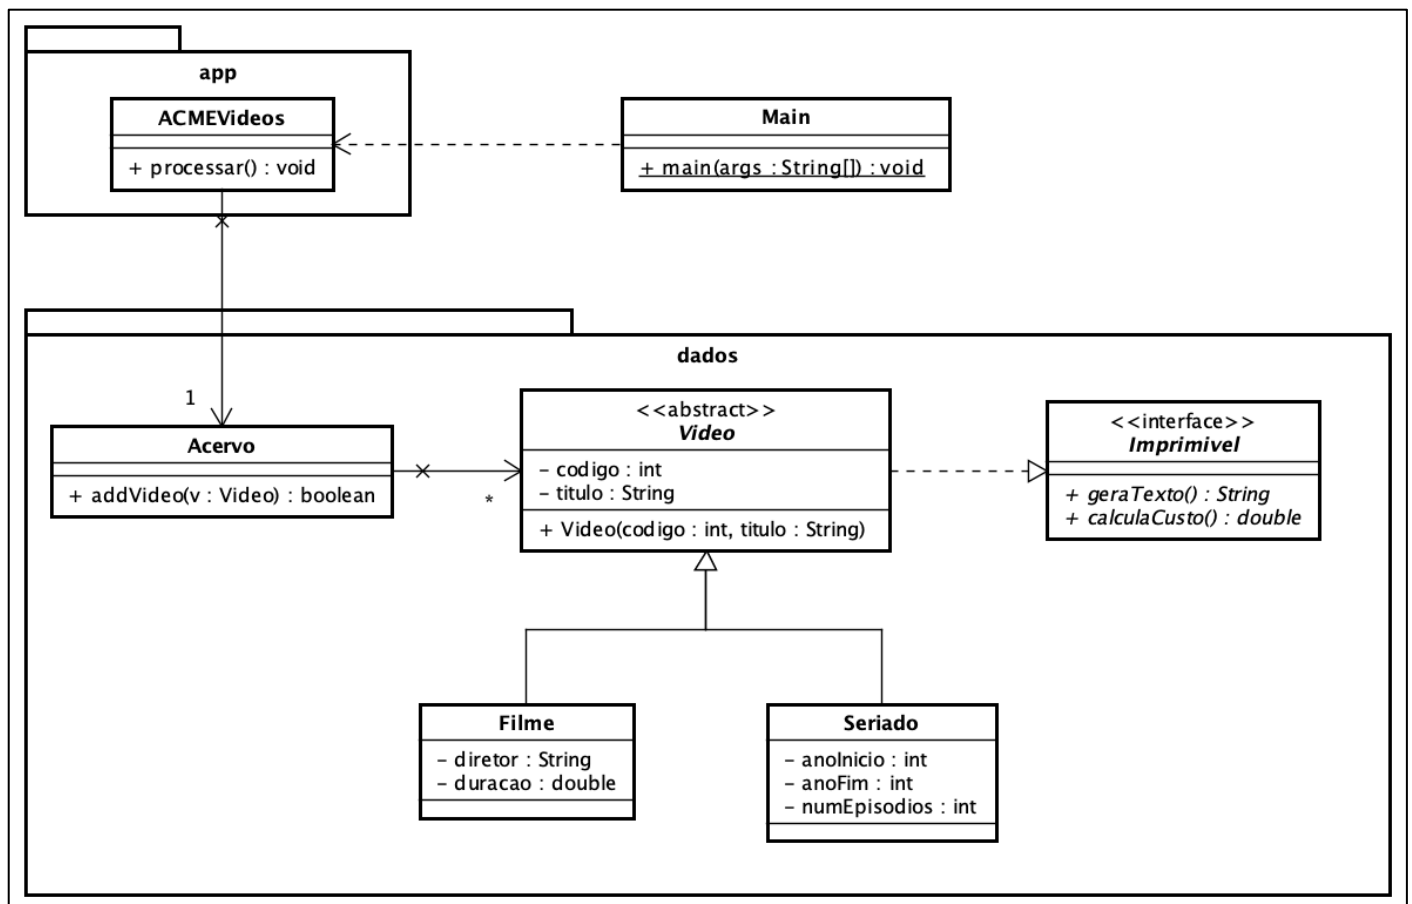 app
ACMEVideos
+ processar() : void
Main
+ main(args : String[]) : void
dados
1
Acervo
+ addVideo(v : Video) : boolean
*
<<abstract>>
Video
- codigo : int
- titulo : String
+ Video(codigo : int, titulo : String)
<<interface>>
Imprimivel
+ geraTexto() : String
+ calculaCusto() : double
Filme
- diretor : String
- duracao : double
Seriado
- anoInicio : int
- anoFim : int
- numEpisodios : int